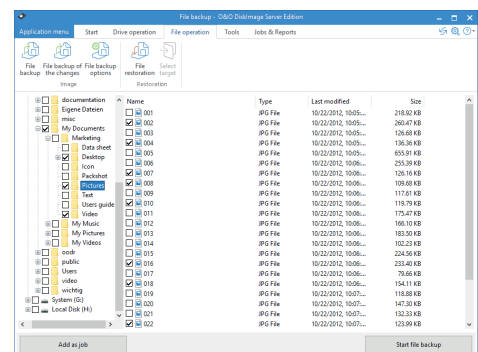 File backup - O&O DiskImage Server Edition
Application menu Start Drive operation File operation Tools Jobs & Reports
File backup File backup of the changes File backup options File restoration Select target
Image Restoration
documentation
Eigene Dateien
misc
My Documents
Marketing
Data sheet
Desktop
Icon
Packshot
Pictures
Text
Users guide
Video
My Music
My Pictures
My Videos
oodr
public
Users
video
wichtig
System (G:)
Local Disk (H:)
Name Type Last modified Size
001 JPG File 10/22/2012, 10:05:... 218.92 KB
002 JPG File 10/22/2012, 10:05:... 260.47 KB
003 JPG File 10/22/2012, 10:05:... 126.68 KB
004 JPG File 10/22/2012, 10:05:... 136.36 KB
005 JPG File 10/22/2012, 10:05:... 655.91 KB
006 JPG File 10/22/2012, 10:06:... 255.39 KB
007 JPG File 10/22/2012, 10:06:... 126.16 KB
008 JPG File 10/22/2012, 10:06:... 109.68 KB
009 JPG File 10/22/2012, 10:06:... 117.61 KB
010 JPG File 10/22/2012, 10:06:... 119.79 KB
011 JPG File 10/22/2012, 10:06:... 175.47 KB
012 JPG File 10/22/2012, 10:06:... 166.10 KB
013 JPG File 10/22/2012, 10:06:... 183.50 KB
014 JPG File 10/22/2012, 10:06:... 102.23 KB
015 JPG File 10/22/2012, 10:06:... 224.56 KB
016 JPG File 10/22/2012, 10:06:... 233.40 KB
017 JPG File 10/22/2012, 10:06:... 79.66 KB
018 JPG File 10/22/2012, 10:06:... 154.11 KB
019 JPG File 10/22/2012, 10:07:... 118.88 KB
020 JPG File 10/22/2012, 10:07:... 147.30 KB
021 JPG File 10/22/2012, 10:07:... 132.33 KB
022 JPG File 10/22/2012, 10:07:... 123.99 KB
Add as job Start file backup